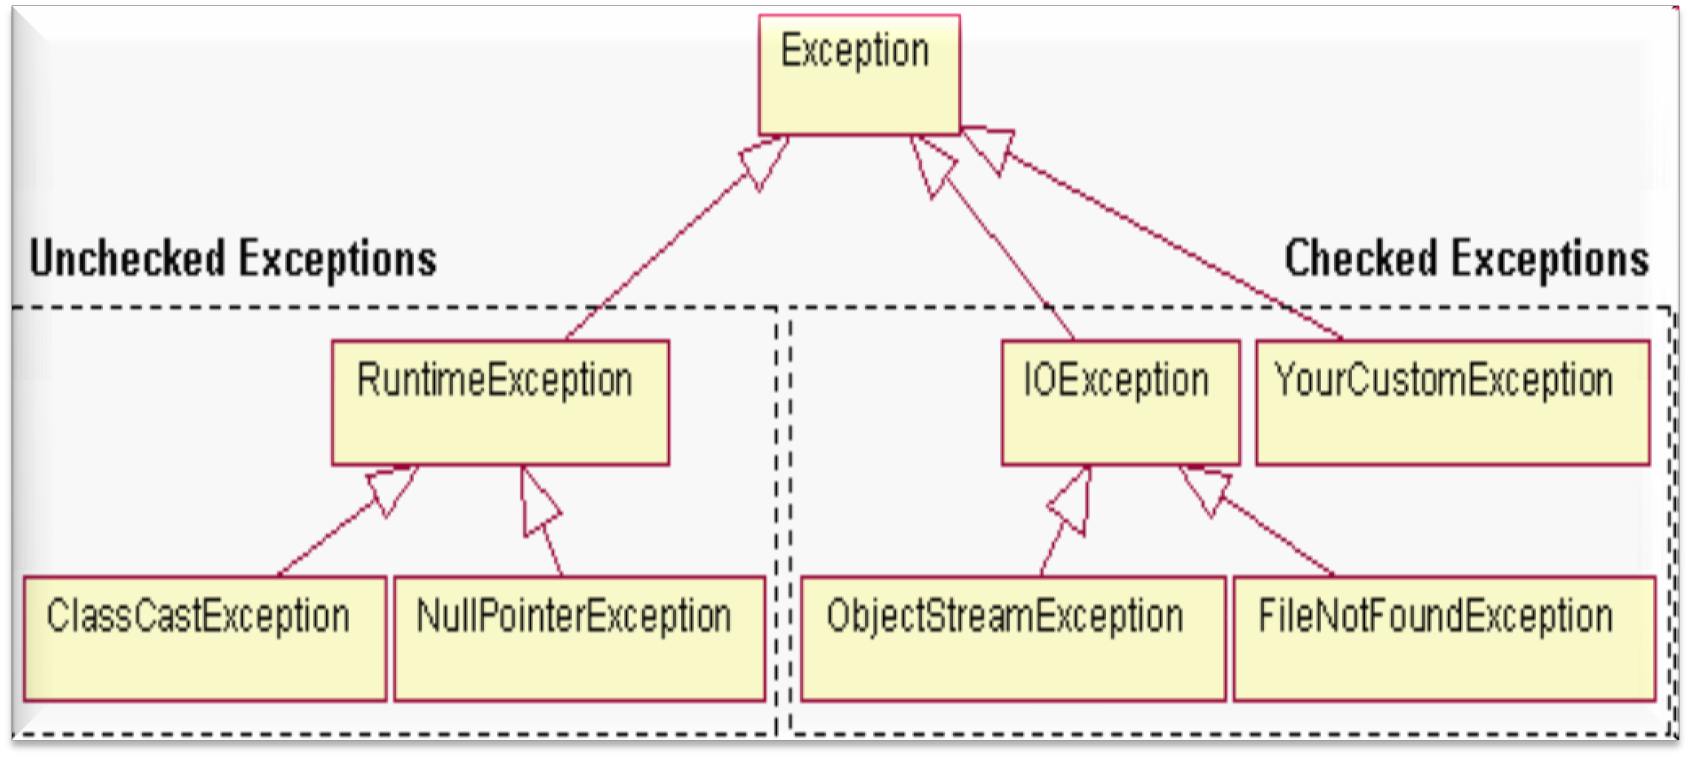 Exception
Unchecked Exceptions
Checked Exceptions
RuntimeException
IOException
YourCustomException
ClassCastException
NullPointerException
ObjectStreamException
FileNotFoundException